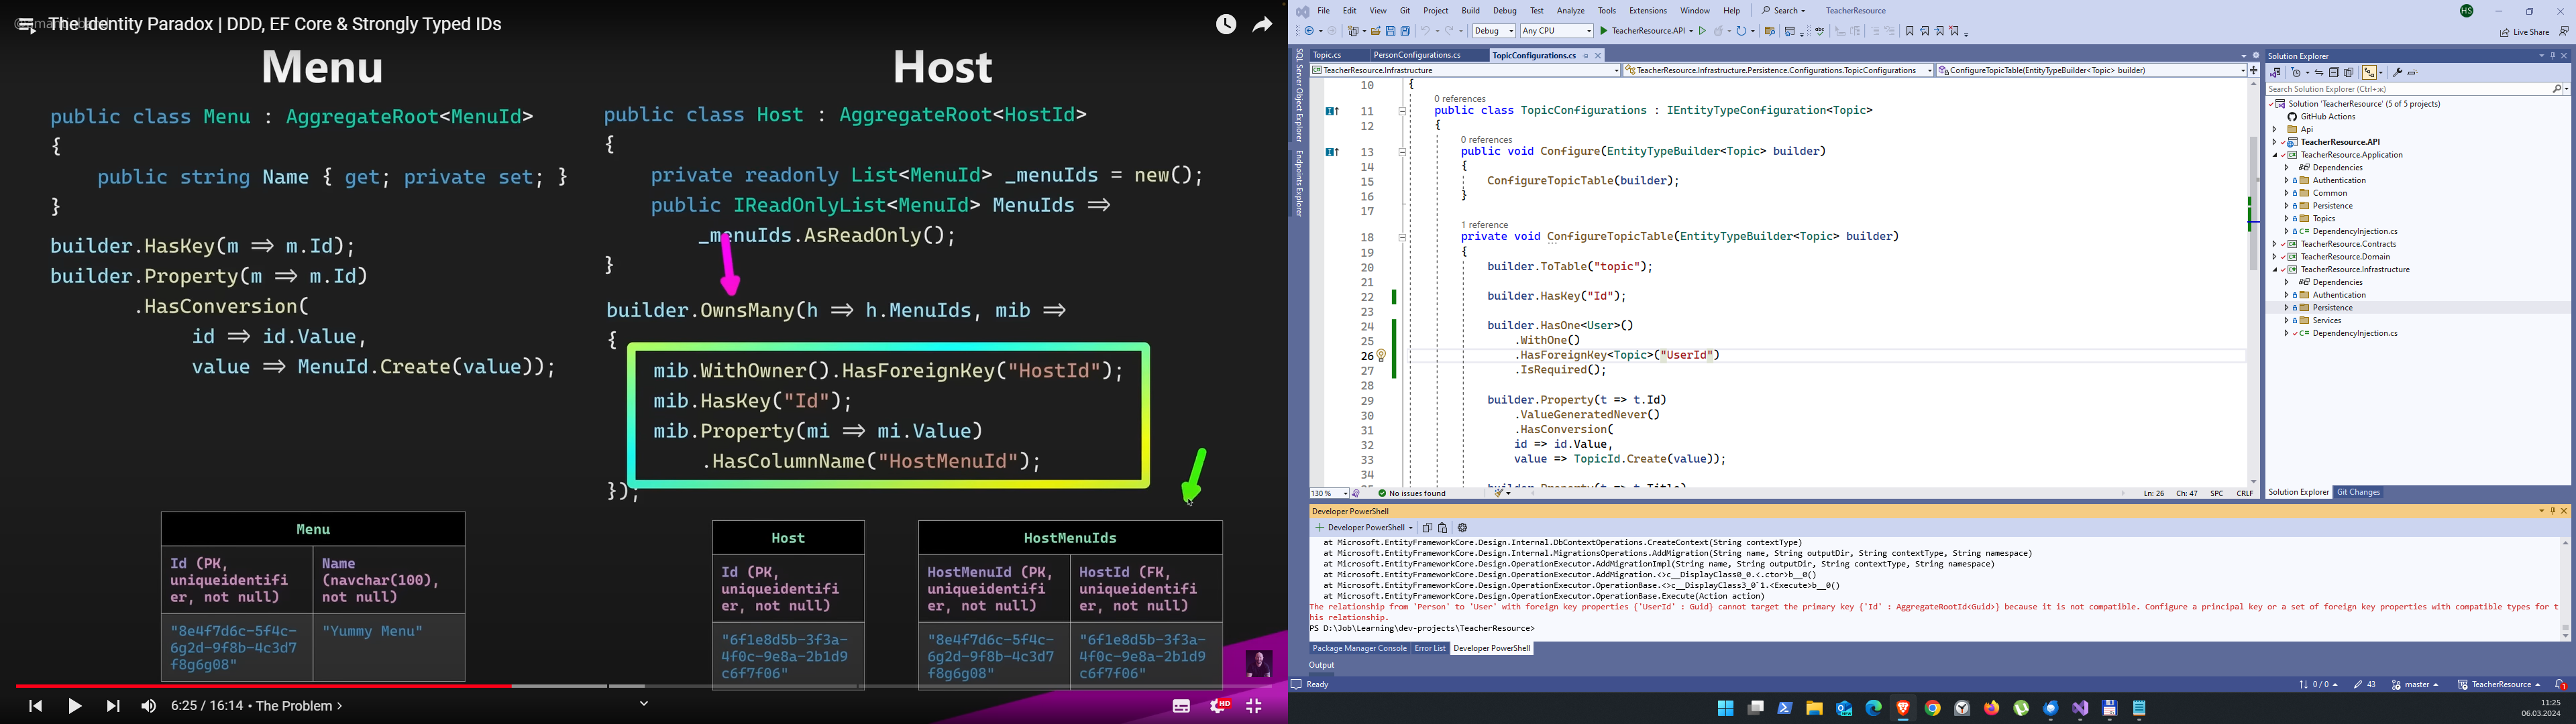 The Identity Paradox | DDD, EF Core & Strongly Typed IDs
Menu
public class Menu : AggregateRoot<MenuId>
{
public string Name { get; private set; }
}
builder.HasKey(m => m.Id);
builder.Property(m => m.Id)
.HasConversion(
id => id.Value,
value => MenuId.Create(value));
Host
public class Host : AggregateRoot<HostId>
{
private readonly List<MenuId> _menuIds = new();
public IReadOnlyList<MenuId> MenuIds =>
_menuIds.AsReadOnly();
}
builder.OwnsMany(h => h.MenuIds, mib =>
{
mib.WithOwner().HasForeignKey("HostId");
mib.HasKey("Id");
mib.Property(mi => mi.Value)
.HasColumnName("HostMenuId");
});
Menu
Id (PK, uniqueidentifi er, not null)
Name (navchar(100), not null)
"8e4f7d6c-5f4c-6g2d-9f8b-4c3d7f8g6g08"
"Yummy Menu"
Host
Id (PK, uniqueidentifi er, not null)
"6f1e8d5b-3f3a-4f0c-9e8a-2b1d9c6f7f06"
HostMenuIds
HostMenuId (PK, uniqueidentifi er, not null)
HostId (FK, uniqueidentifi er, not null)
"8e4f7d6c-5f4c-6g2d-9f8b-4c3d7f8g6g08"
"6f1e8d5b-3f3a-4f0c-9e8a-2b1d9c6f7f06"
6:25 / 16:14 • The Problem >
HD
File Edit View Git Project Build Debug Test Analyze Tools Extensions Window Help Search TeacherResource
HS
Debug Any CPU TeacherResource.API
Live Share
SQL Server Object Explorer
Endpoints Explorer
Topic.cs PersonConfigurations.cs TopicConfigurations.cs
TeacherResource.Infrastructure TeacherResource.Infrastructure.Persistence.Configurations.TopicConfigurations ConfigureTopicTable(EntityTypeBuilder<Topic> builder)
10 {
0 references
11 public class TopicConfigurations : IEntityTypeConfiguration<Topic>
12 {
0 references
13 public void Configure(EntityTypeBuilder<Topic> builder)
14 {
15 ConfigureTopicTable(builder);
16 }
17
1 reference
18 private void ConfigureTopicTable(EntityTypeBuilder<Topic> builder)
19 {
20 builder.ToTable("topic");
21
22 builder.HasKey("Id");
23
24 builder.HasOne<User>()
25 .WithOne()
26 .HasForeignKey<Topic>("UserId")
27 .IsRequired();
28
29 builder.Property(t => t.Id)
30 .ValueGeneratedNever()
31 .HasConversion(
32 id => id.Value,
33 value => TopicId.Create(value));
34
130 % No issues found Ln: 26 Ch: 47 SPC CRLF
Solution Explorer
Search Solution Explorer (Ctrl+ж)
Solution 'TeacherResource' (5 of 5 projects)
GitHub Actions
Api
TeacherResource.API
TeacherResource.Application
Dependencies
Authentication
Common
Persistence
Topics
DependencyInjection.cs
TeacherResource.Contracts
TeacherResource.Domain
TeacherResource.Infrastructure
Dependencies
Authentication
Persistence
Services
DependencyInjection.cs
Solution Explorer Git Changes
Developer PowerShell
Developer PowerShell
at Microsoft.EntityFrameworkCore.Design.Internal.DbContextOperations.CreateContext(String contextType)
at Microsoft.EntityFrameworkCore.Design.Internal.MigrationsOperations.AddMigration(String name, String outputDir, String contextType, String namespace)
at Microsoft.EntityFrameworkCore.Design.OperationExecutor.AddMigrationImpl(String name, String outputDir, String contextType, String namespace)
at Microsoft.EntityFrameworkCore.Design.OperationExecutor.AddMigration.<>c__DisplayClass0_0.<.ctor>b__0()
at Microsoft.EntityFrameworkCore.Design.OperationExecutor.OperationBase.<>c__DisplayClass3_0`1.<Execute>b__0()
at Microsoft.EntityFrameworkCore.Design.OperationExecutor.OperationBase.Execute(Action action)
The relationship from 'Person' to 'User' with foreign key properties {'UserId' : Guid} cannot target the primary key {'Id' : AggregateRootId<Guid>} because it is not compatible. Configure a principal key or a set of foreign key properties with compatible types for t
his relationship.
PS D:\Job\Learning\dev-projects\TeacherResource>
Package Manager Console Error List Developer PowerShell
Output
Ready 0 / 0 43 master TeacherResource 1
11:25
06.03.2024